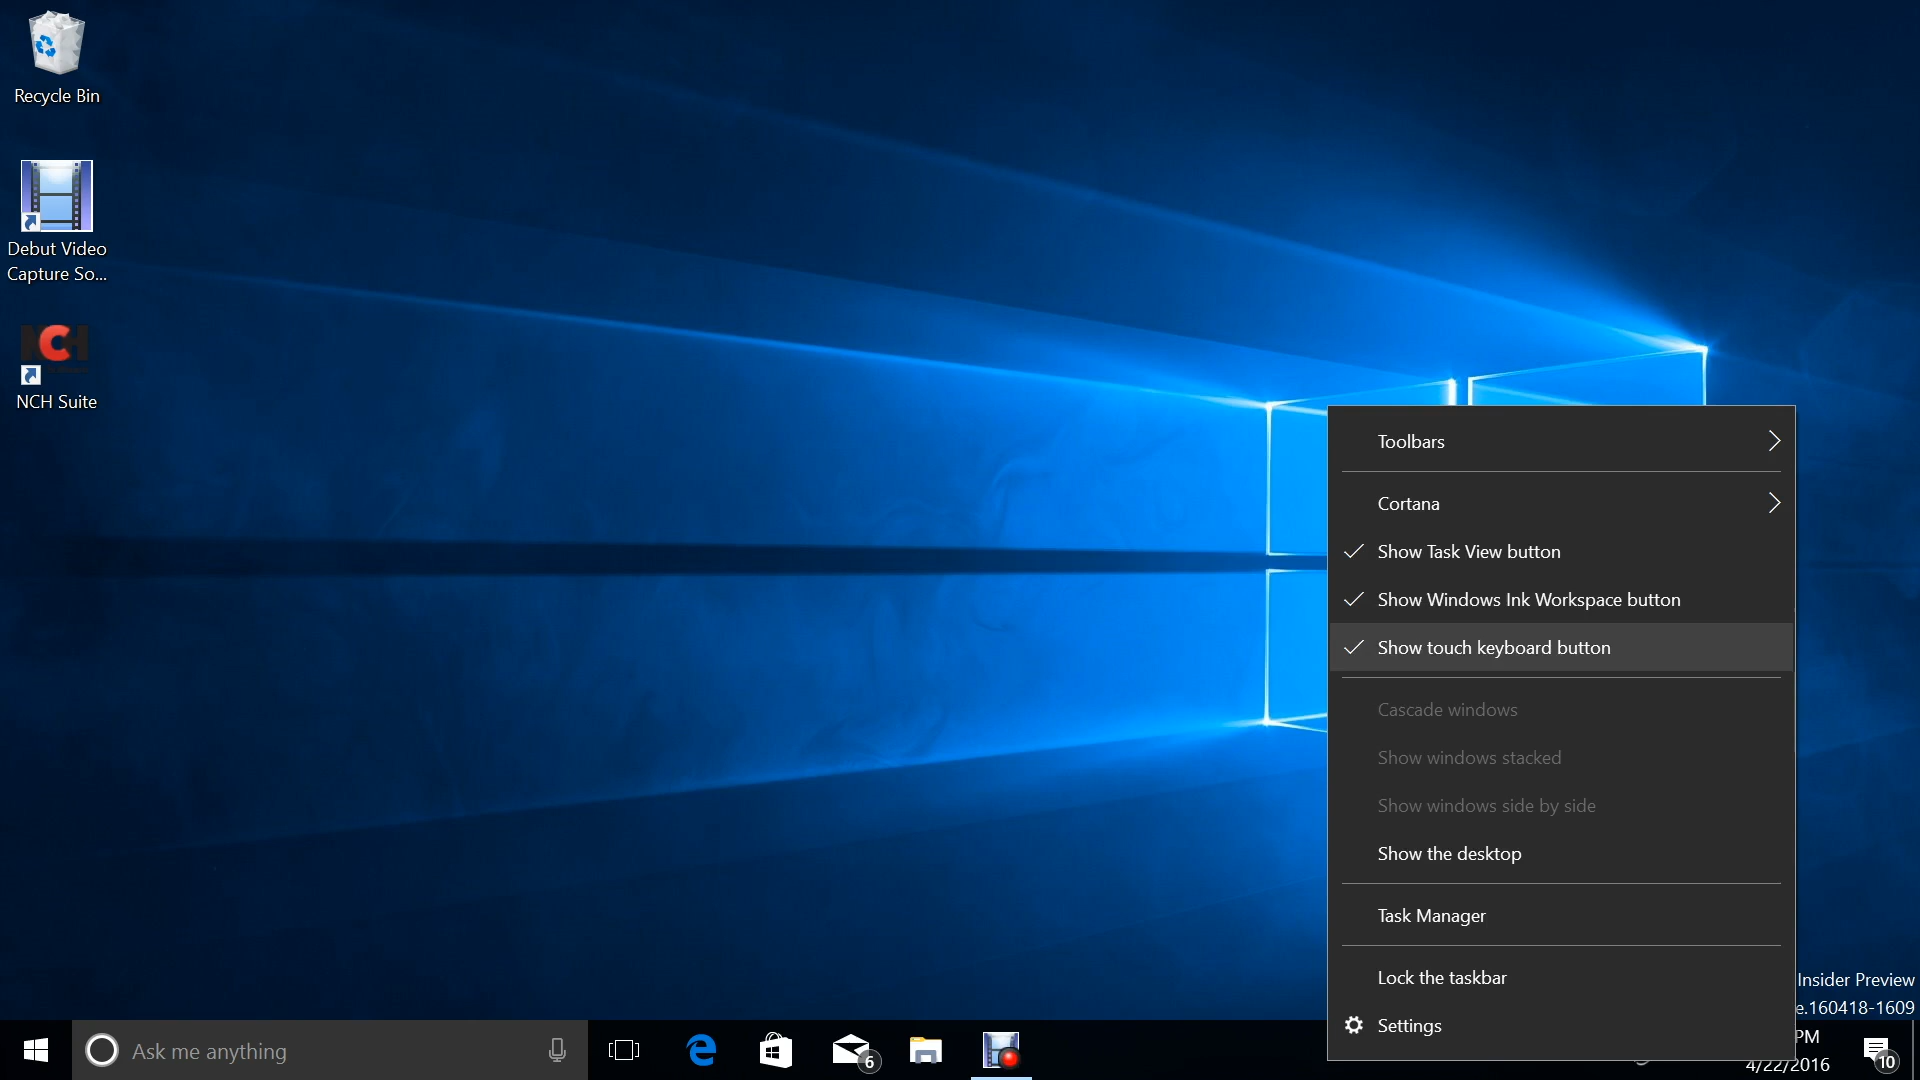 Recycle Bin
Debut Video
Capture So...
NCH
NCH Suite
Toolbars
Cortana
Show Task View button
Show Windows Ink Workspace button
Show touch keyboard button
Cascade windows
Show windows stacked
Show windows side by side
Show the desktop
Task Manager
Lock the taskbar
Settings
Insider Preview
e.160418-1609
Ask me anything
6
PM
4/22/2016
10